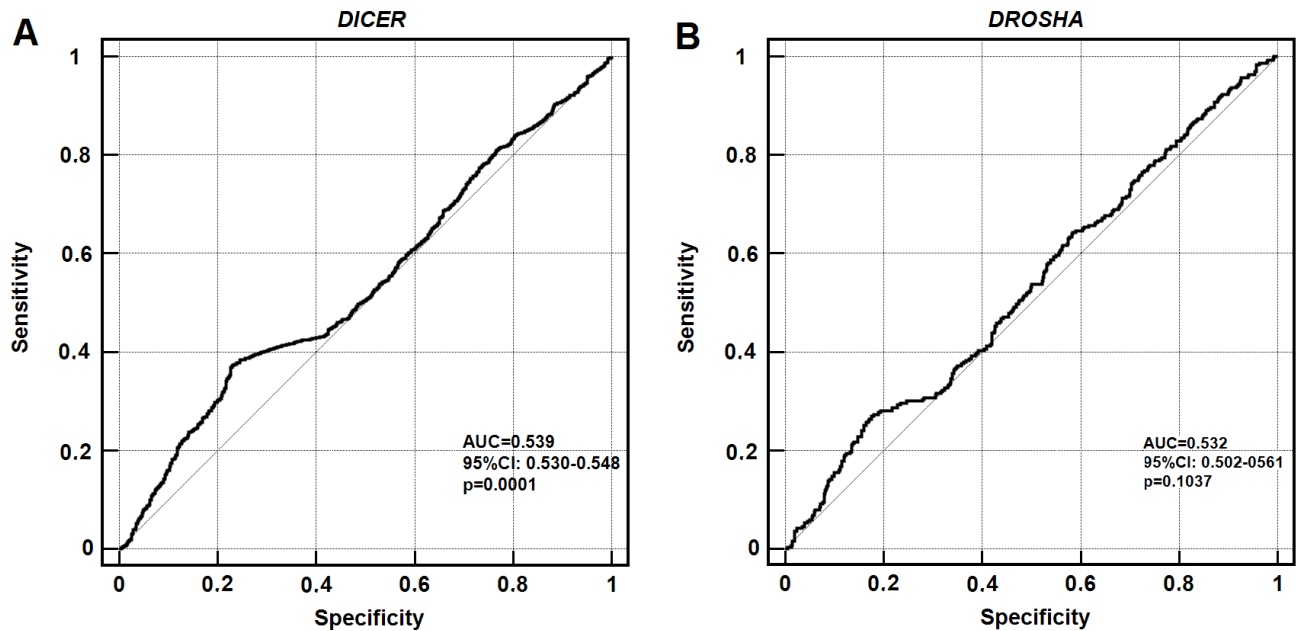 A
DICER
1
0.8
0.6
0.4
0.2
0
Sensitivity
AUC=0.539
95%CI: 0.530-0.548
p=0.0001
0 0.2 0.4 0.6 0.8 1
Specificity
B
DROSHA
1
0.8
0.6
0.4
0.2
0
Sensitivity
AUC=0.532
95%CI: 0.502-0561
p=0.1037
0 0.2 0.4 0.6 0.8 1
Specificity